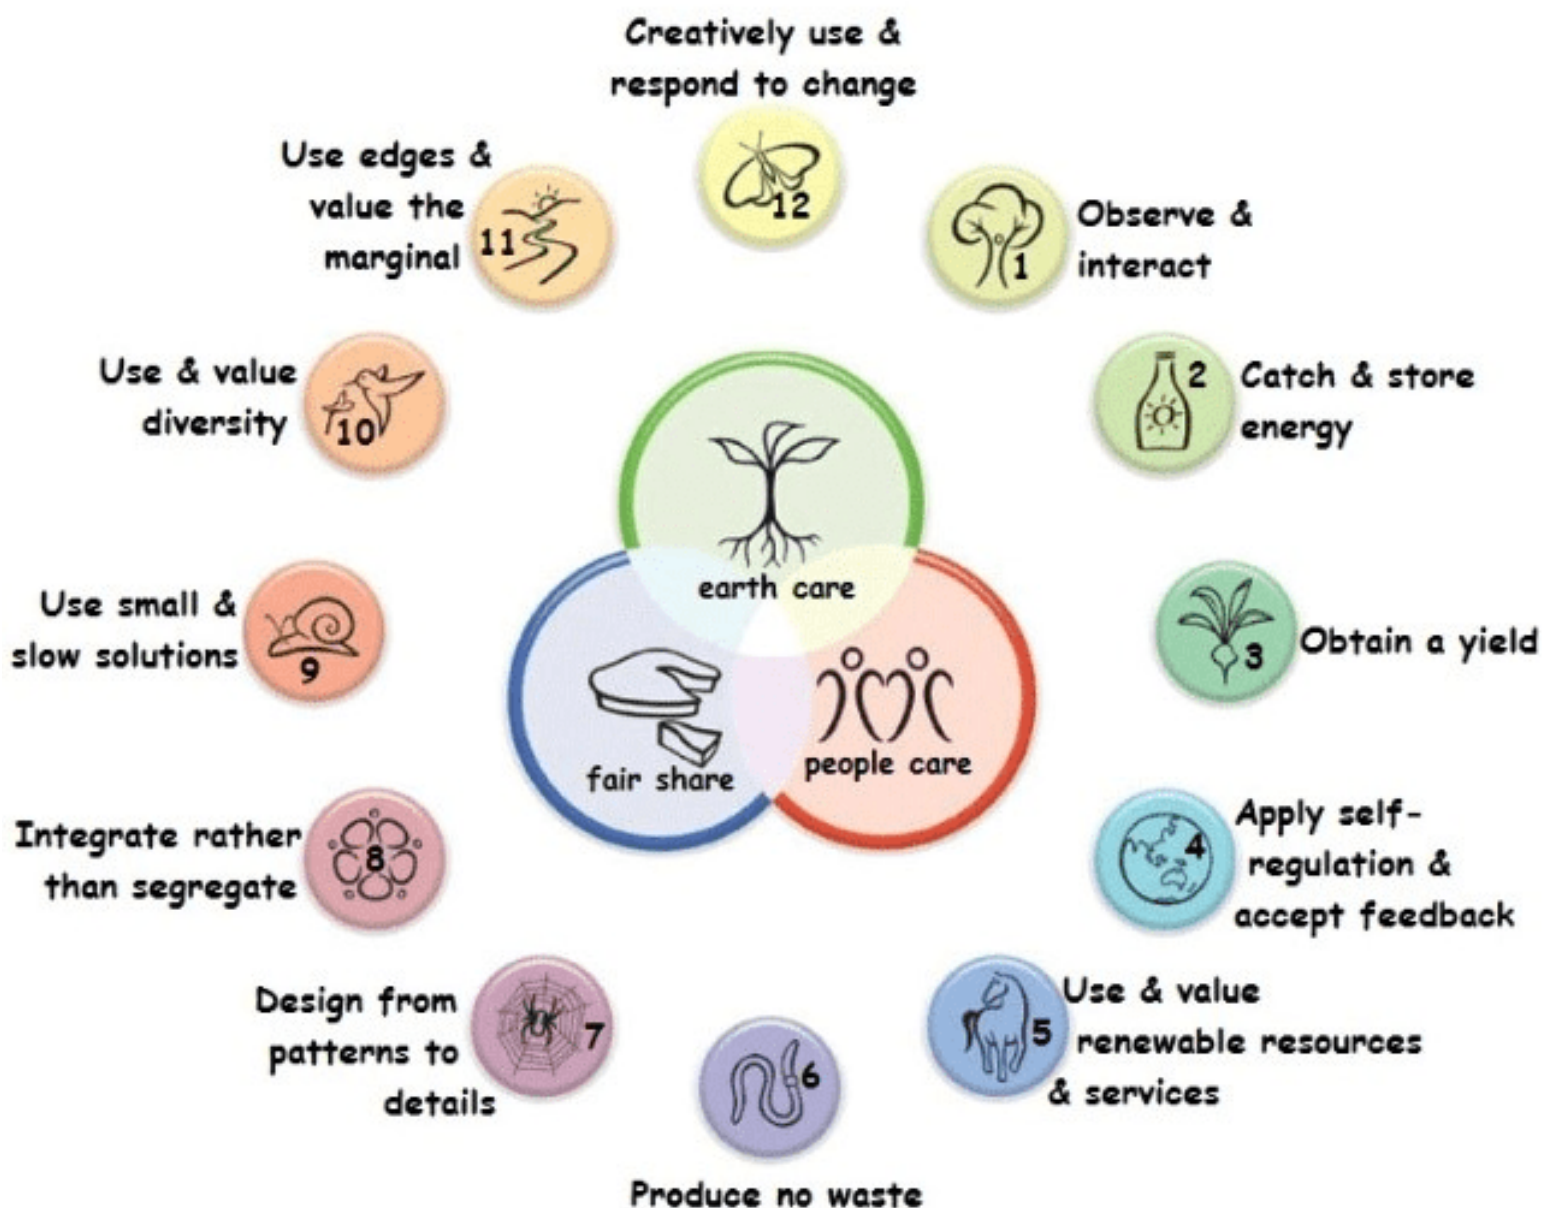 Creatively use &
respond to change
12
Observe &
interact
1
2
Catch & store
energy
3
Obtain a yield
4
Apply self-
regulation &
accept feedback
5
Use & value
renewable resources
& services
6
Produce no waste
7
Design from
patterns to
details
8
Integrate rather
than segregate
9
Use small &
slow solutions
10
Use & value
diversity
11
Use edges &
value the
marginal
earth care
fair share
people care